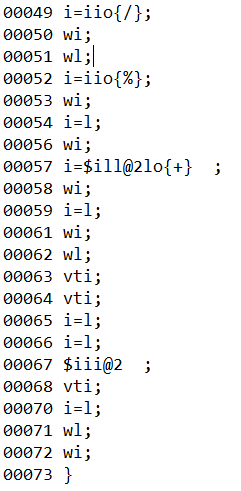 00049 i=iio{/};
00050 wi;
00051 wl;
00052 i=iio{%};
00053 wi;
00054 i=l;
00056 wi;
00057 i=$ill@2lo{+}  ;
00058 wi;
00059 i=l;
00061 wi;
00062 wl;
00063 vti;
00064 vti;
00065 i=l;
00066 i=l;
00067 $iii@2  ;
00068 vti;
00070 i=l;
00071 wl;
00072 wi;
00073 }